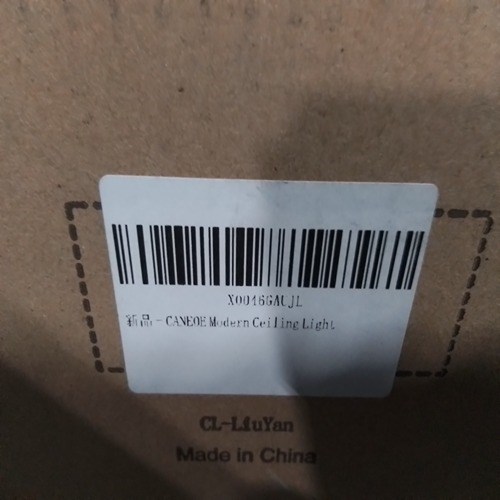 X0046GAUJL
新品 - CANEOE Modern Ceiling Light
CL-LiuYan
Made in China